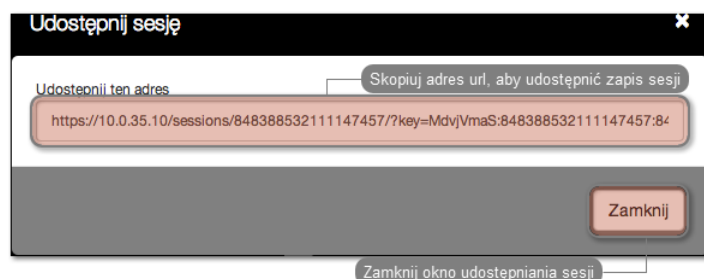 Udostępnij sesję
Skopiuj adres url, aby udostępnić zapis sesji
Udostępnij ten adres
https://10.0.35.10/sessions/848388532111147457/?key=MdvjVmaS:848388532111147457:84
Zamknij
Zamknij okno udostępniania sesji